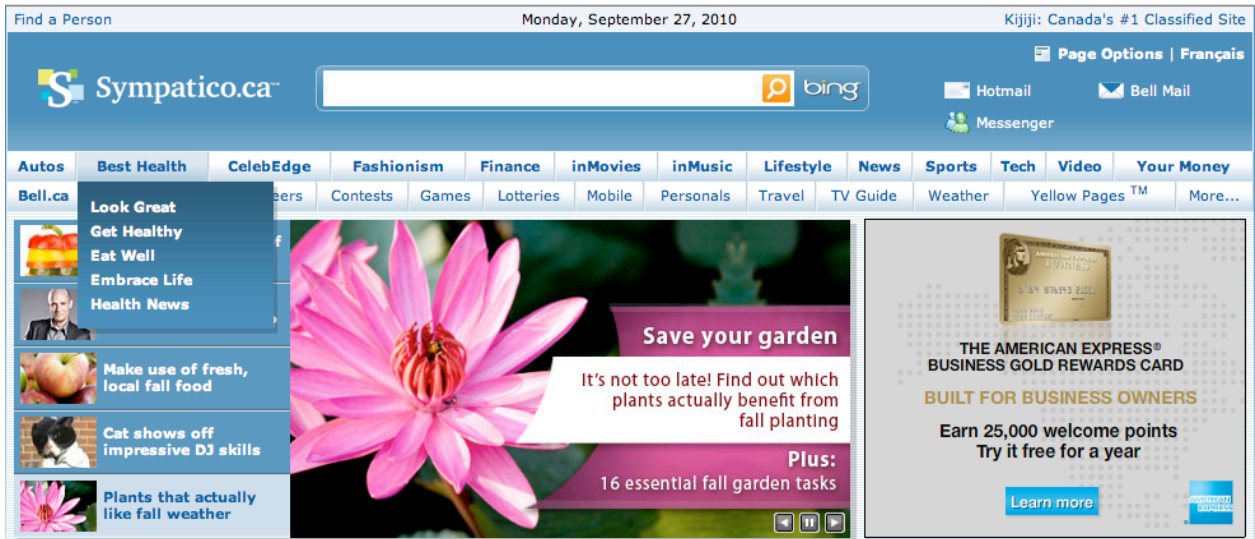 Find a Person
Monday, September 27, 2010
Kijiji: Canada's #1 Classified Site
Page Options | Français
Sympatico.ca
bing
Hotmail
Bell Mail
Messenger
Autos
Best Health
CelebEdge
Fashionism
Finance
inMovies
inMusic
Lifestyle
News
Sports
Tech
Video
Your Money
Bell.ca
Contests
Games
Lotteries
Mobile
Personals
Travel
TV Guide
Weather
Yellow Pages TM
More...
Look Great
Get Healthy
Eat Well
Embrace Life
Health News
Make use of fresh,
local fall food
Cat shows off
impressive DJ skills
Plants that actually
like fall weather
Save your garden
It's not too late! Find out which
plants actually benefit from
fall planting
Plus:
16 essential fall garden tasks
AMERICAN EXPRESS
BUSINESS
THE AMERICAN EXPRESS®
BUSINESS GOLD REWARDS CARD
BUILT FOR BUSINESS OWNERS
Earn 25,000 welcome points
Try it free for a year
Learn more
AMERICAN
EXPRESS